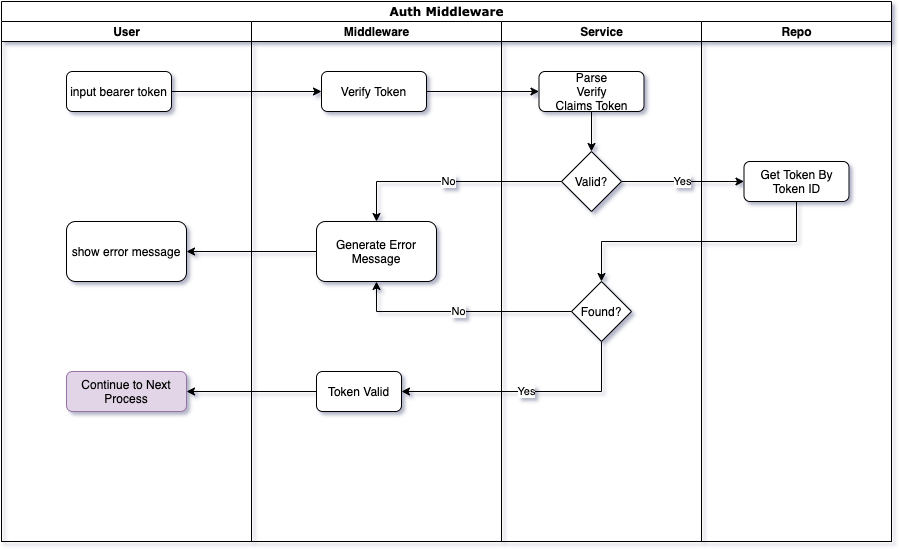 Auth Middleware
User
Middleware
Service
Repo
input bearer token
Verify Token
Parse
Verify
Claims Token
No
Valid?
Yes
Get Token By
Token ID
show error message
Generate Error
Message
No
Found?
Continue to Next
Process
Token Valid
Yes